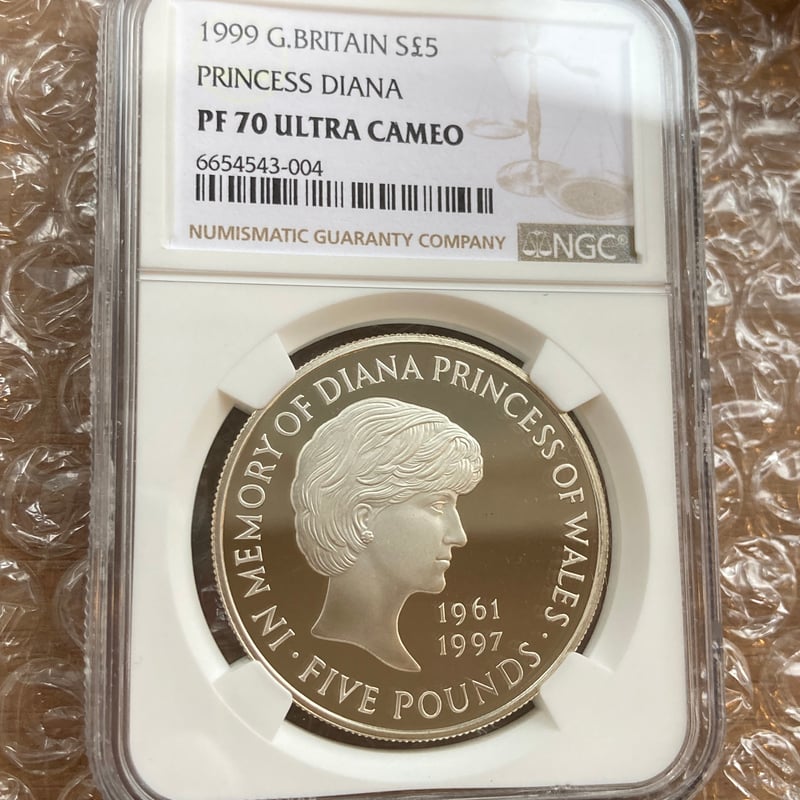 1999 G.BRITAIN S£5
PRINCESS DIANA
PF 70 ULTRA CAMEO
6654543-004
NUMISMATIC GUARANTY COMPANY
NGC®
IN MEMORY OF DIANA PRINCESS OF WALES
1961
1997
· FIVE POUNDS ·